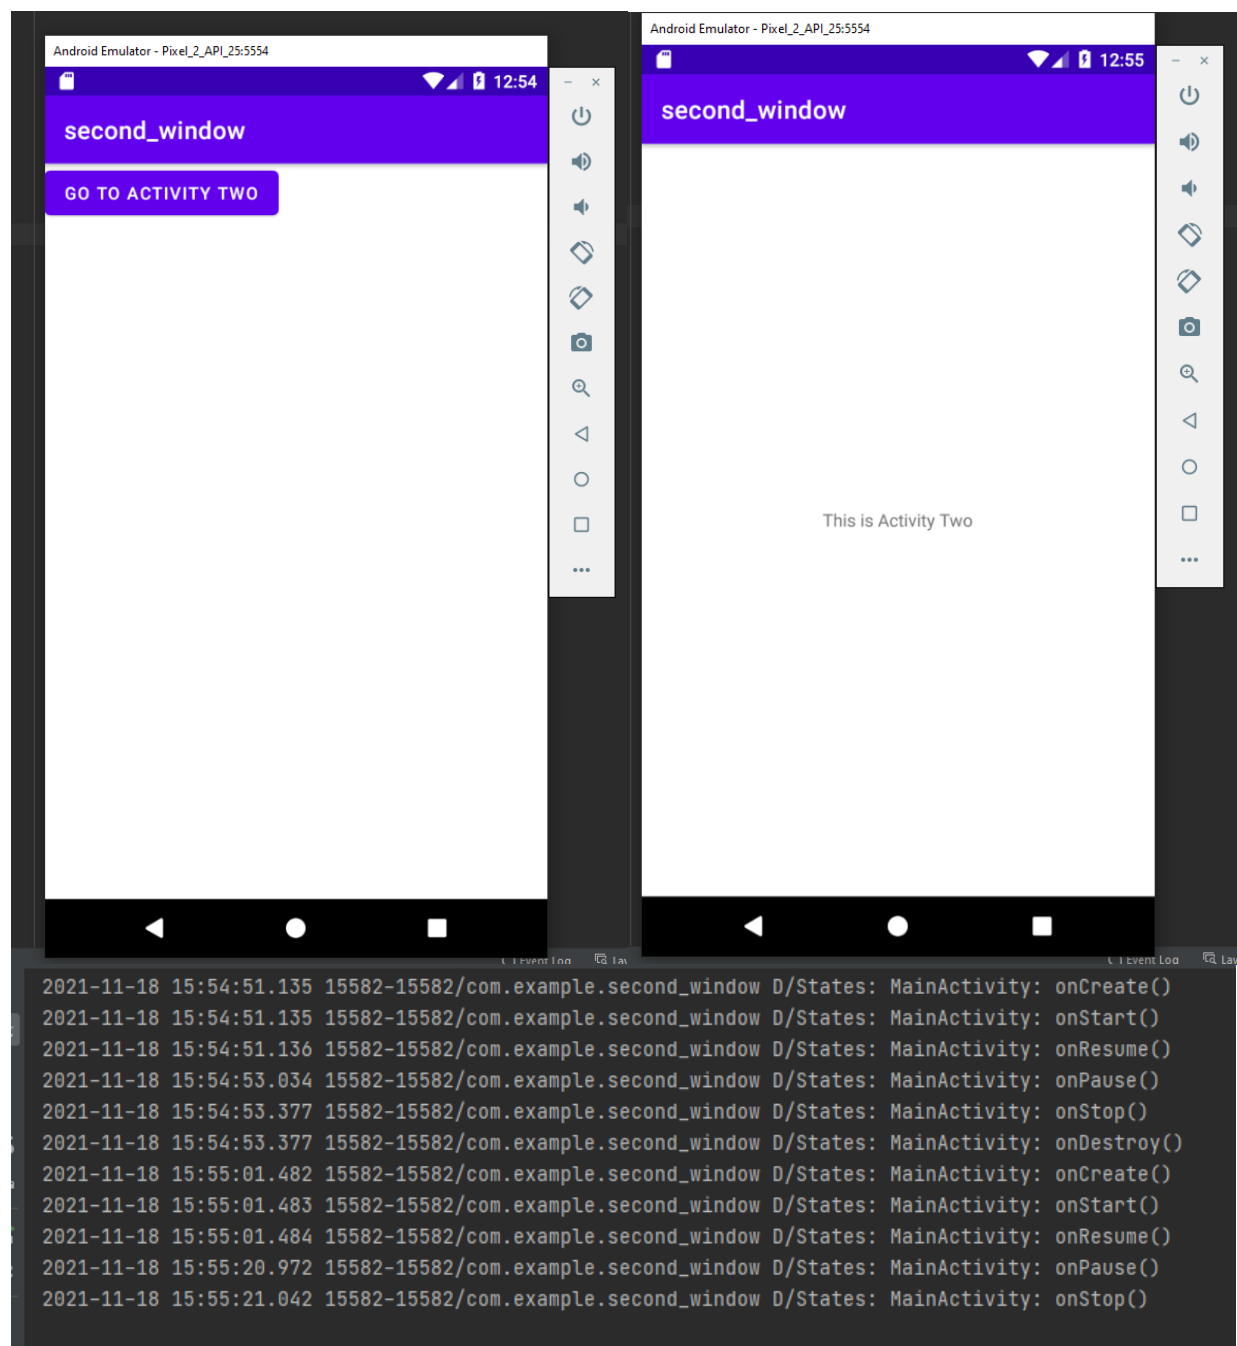 Android Emulator - Pixel_2_API_25:5554
12:54
second_window
GO TO ACTIVITY TWO
Android Emulator - Pixel_2_API_25:5554
12:55
second_window
This is Activity Two
Event Log
Event Log
2021-11-18 15:54:51.135 15582-15582/com.example.second_window D/States: MainActivity: onCreate()
2021-11-18 15:54:51.135 15582-15582/com.example.second_window D/States: MainActivity: onStart()
2021-11-18 15:54:51.136 15582-15582/com.example.second_window D/States: MainActivity: onResume()
2021-11-18 15:54:53.034 15582-15582/com.example.second_window D/States: MainActivity: onPause()
2021-11-18 15:54:53.377 15582-15582/com.example.second_window D/States: MainActivity: onStop()
2021-11-18 15:54:53.377 15582-15582/com.example.second_window D/States: MainActivity: onDestroy()
2021-11-18 15:55:01.482 15582-15582/com.example.second_window D/States: MainActivity: onCreate()
2021-11-18 15:55:01.483 15582-15582/com.example.second_window D/States: MainActivity: onStart()
2021-11-18 15:55:01.484 15582-15582/com.example.second_window D/States: MainActivity: onResume()
2021-11-18 15:55:20.972 15582-15582/com.example.second_window D/States: MainActivity: onPause()
2021-11-18 15:55:21.042 15582-15582/com.example.second_window D/States: MainActivity: onStop()